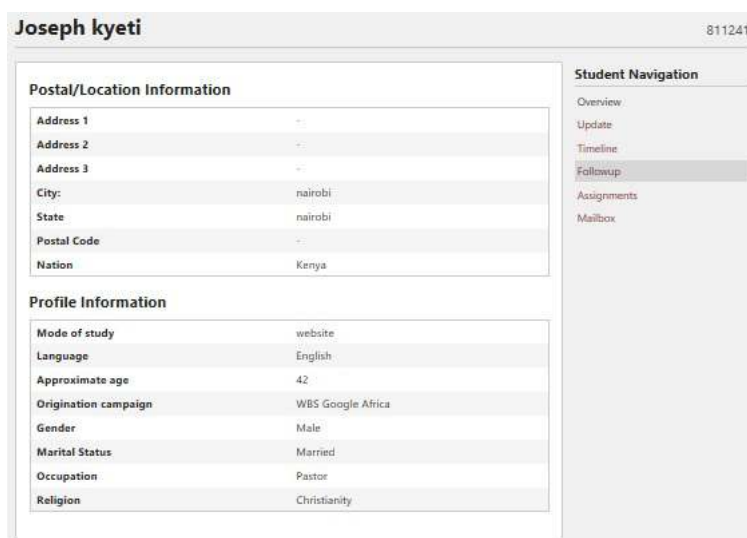 Joseph kyeti
811241
Postal/Location Information
Address 1 -
Address 2 -
Address 3 -
City: nairobi
State nairobi
Postal Code -
Nation Kenya
Profile Information
Mode of study website
Language English
Approximate age 42
Origination campaign WBS Google Africa
Gender Male
Marital Status Married
Occupation Pastor
Religion Christianity
Student Navigation
Overview
Update
Timeline
Followup
Assignments
Mailbox